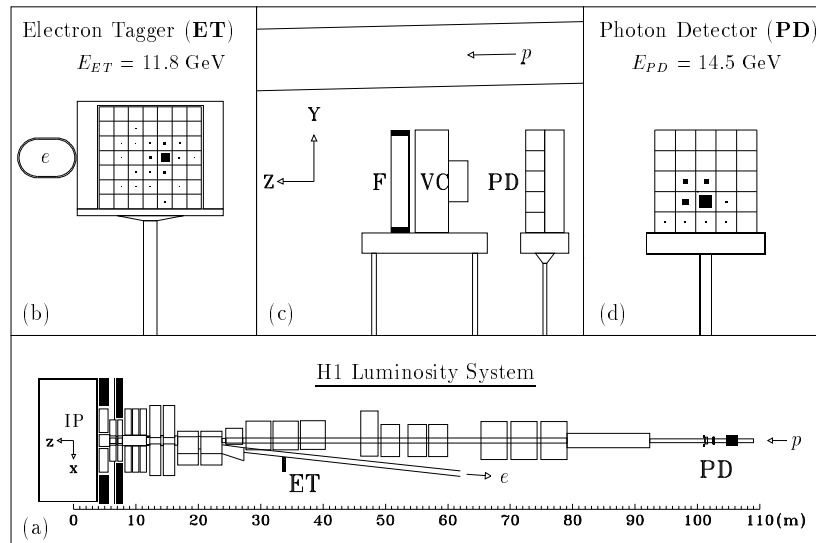 Electron Tagger (ET)
E_ET = 11.8 GeV
e
(b)
p
Y
Z
F
VC
PD
(c)
Photon Detector (PD)
E_PD = 14.5 GeV
(d)
H1 Luminosity System
IP
z
x
ET
e
PD
p
(a)
0 10 20 30 40 50 60 70 80 90 100 110 (m)